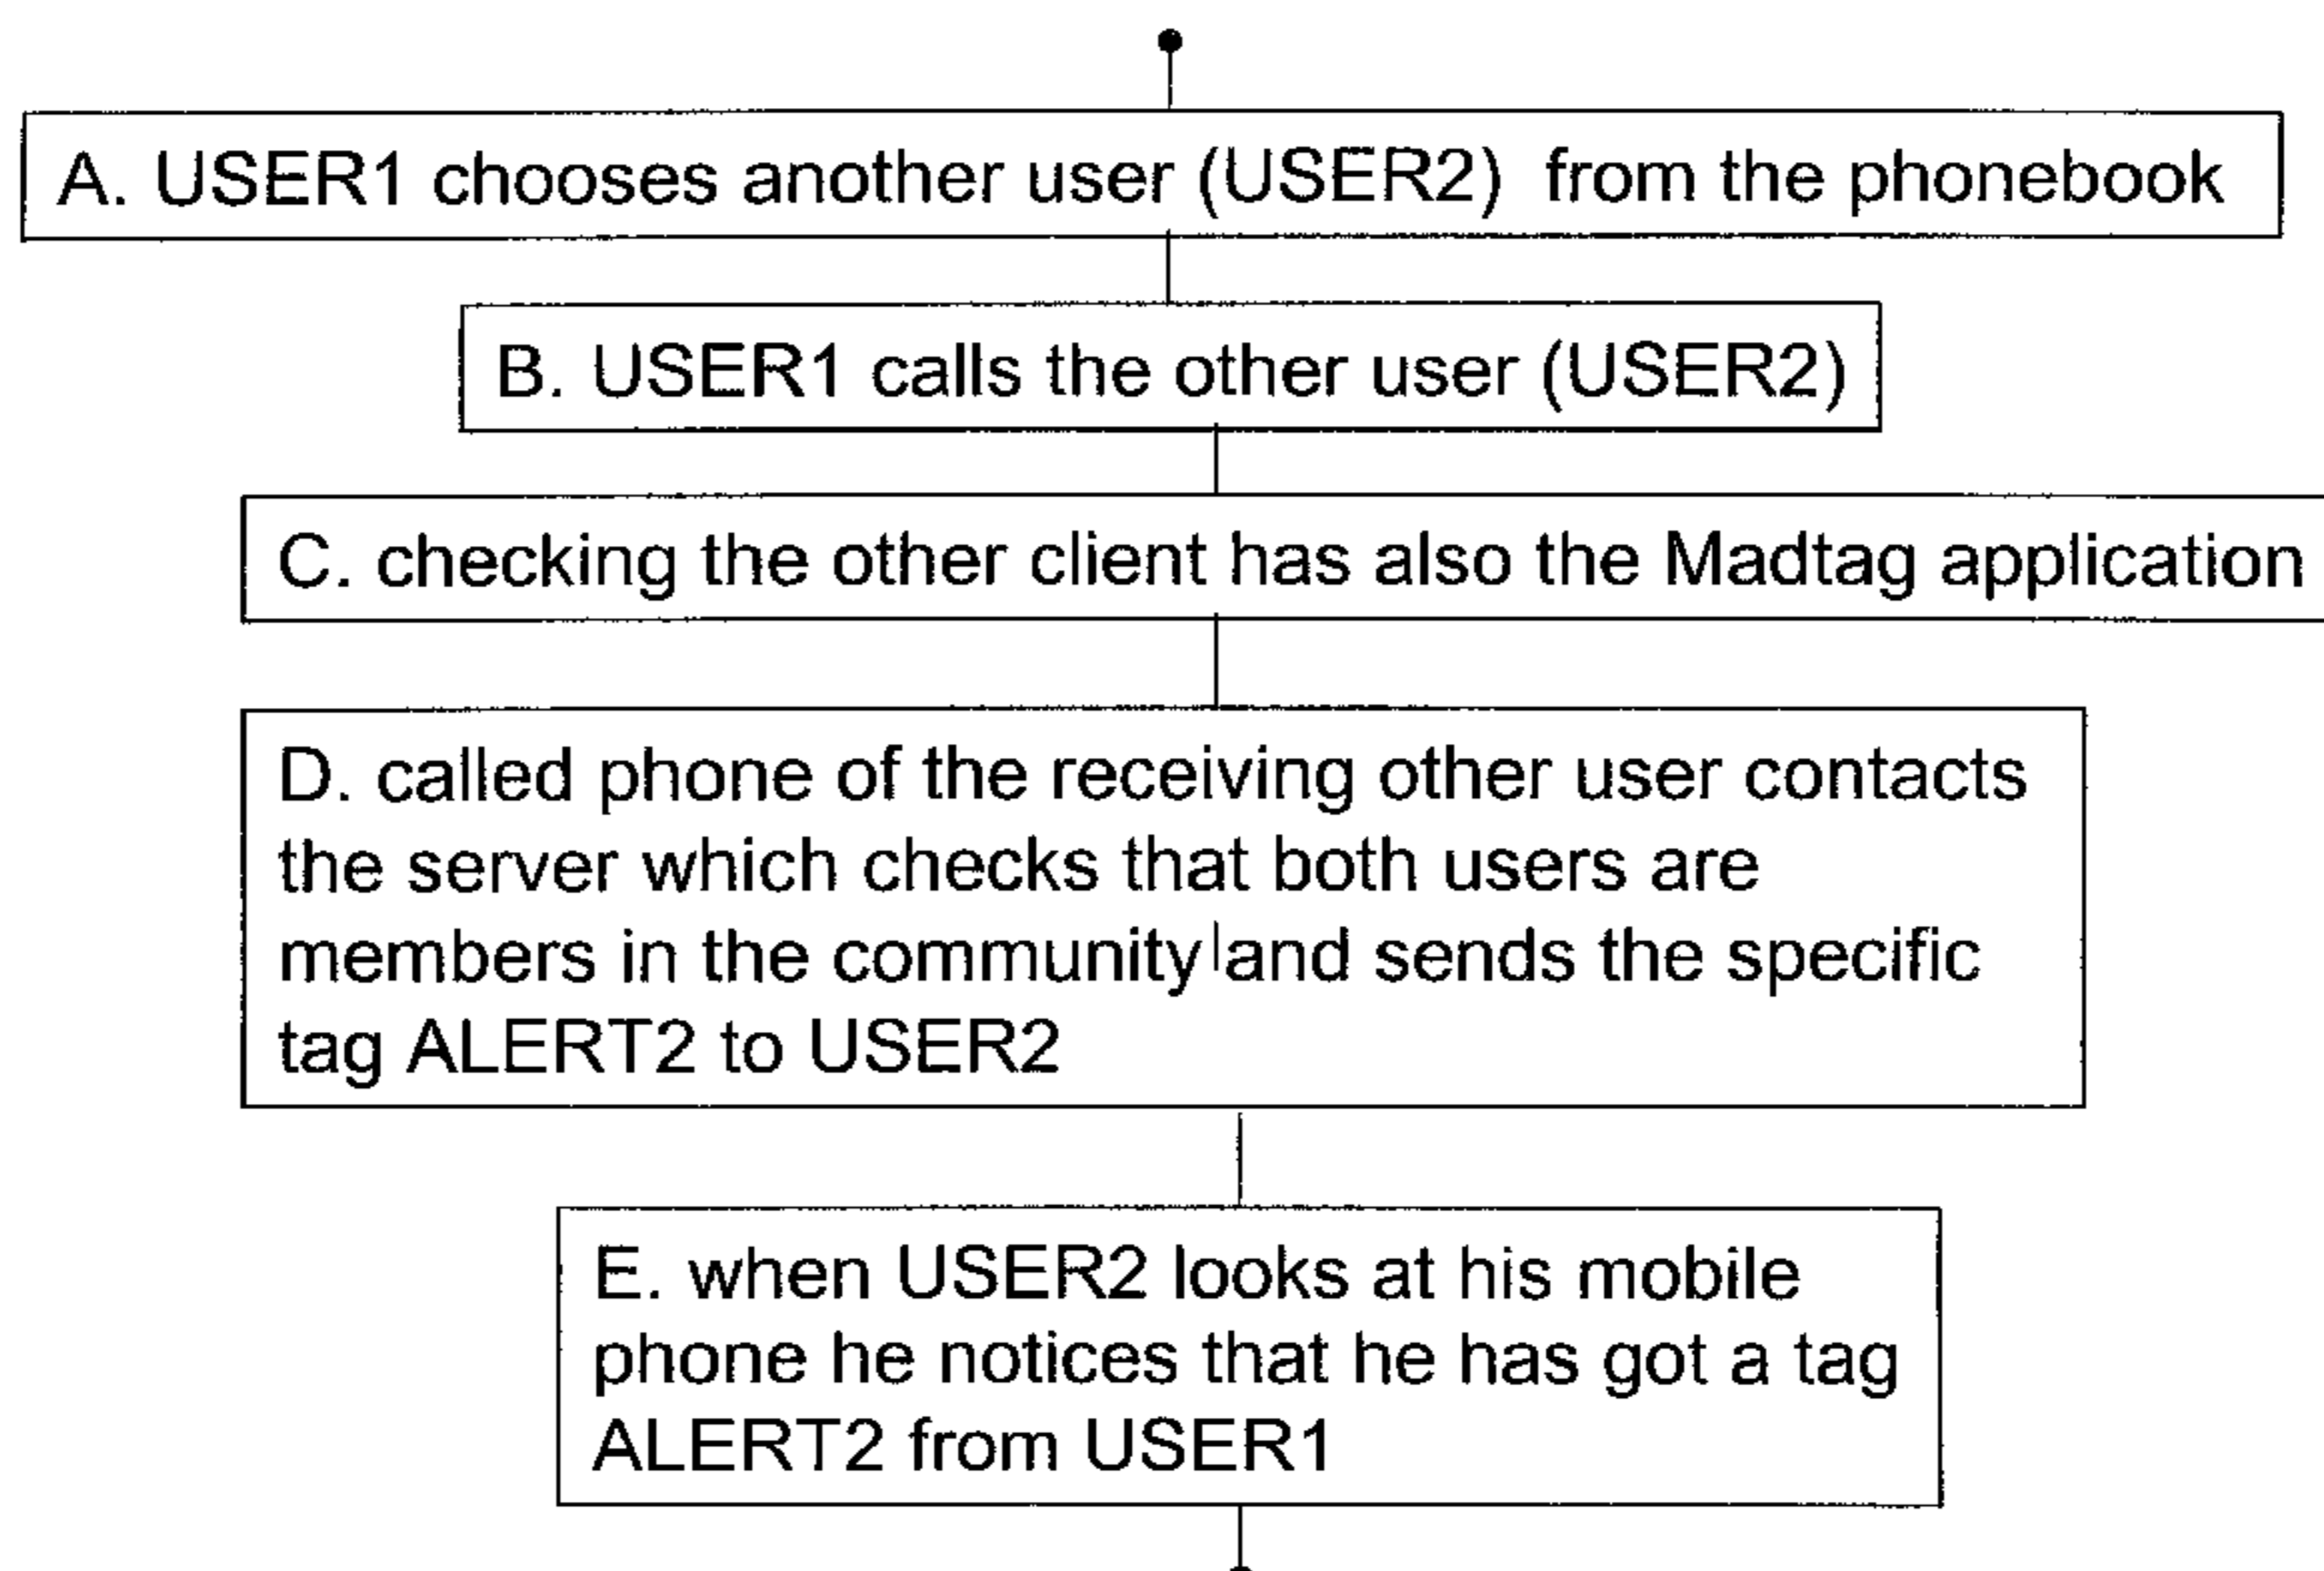 A. USER1 chooses another user (USER2) from the phonebook
B. USER1 calls the other user (USER2)
C. checking the other client has also the Madtag application
D. called phone of the receiving other user contacts
the server which checks that both users are
members in the community and sends the specific
tag ALERT2 to USER2
E. when USER2 looks at his mobile
phone he notices that he has got a tag
ALERT2 from USER1